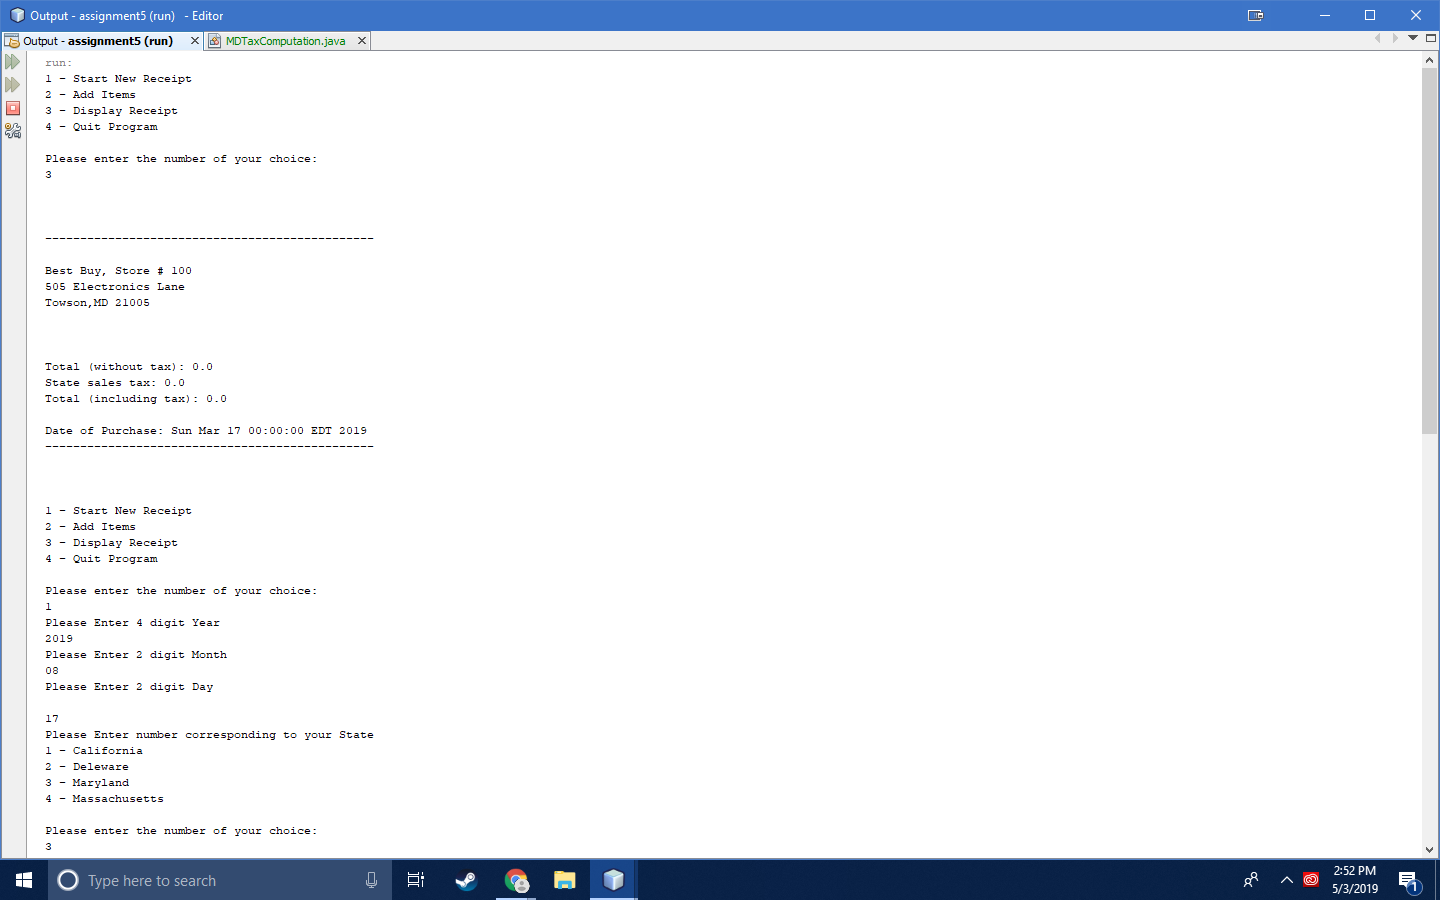 Output - assignment5 (run) - Editor
Output - assignment5 (run)
MDTaxComputation.java
run:
1 - Start New Receipt
2 - Add Items
3 - Display Receipt
4 - Quit Program
Please enter the number of your choice:
3
-----------------------------------------------
Best Buy, Store # 100
505 Electronics Lane
Towson,MD 21005
Total (without tax): 0.0
State sales tax: 0.0
Total (including tax): 0.0
Date of Purchase: Sun Mar 17 00:00:00 EDT 2019
-----------------------------------------------
1 - Start New Receipt
2 - Add Items
3 - Display Receipt
4 - Quit Program
Please enter the number of your choice:
1
Please Enter 4 digit Year
2019
Please Enter 2 digit Month
08
Please Enter 2 digit Day
17
Please Enter number corresponding to your State
1 - California
2 - Deleware
3 - Maryland
4 - Massachusetts
Please enter the number of your choice:
3
Type here to search
2:52 PM
5/3/2019
1